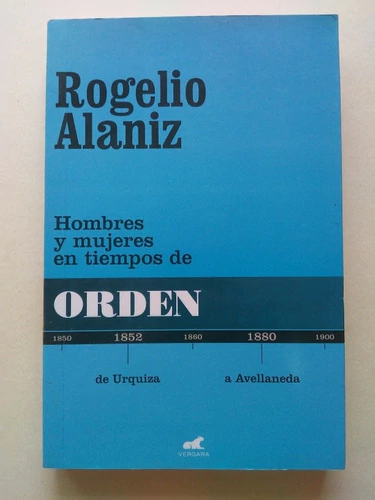 Rogelio
Alaniz
Hombres
y mujeres
en tiempos de
ORDEN
1850 1852 1860 1880 1900
de Urquiza a Avellaneda
VERGARA